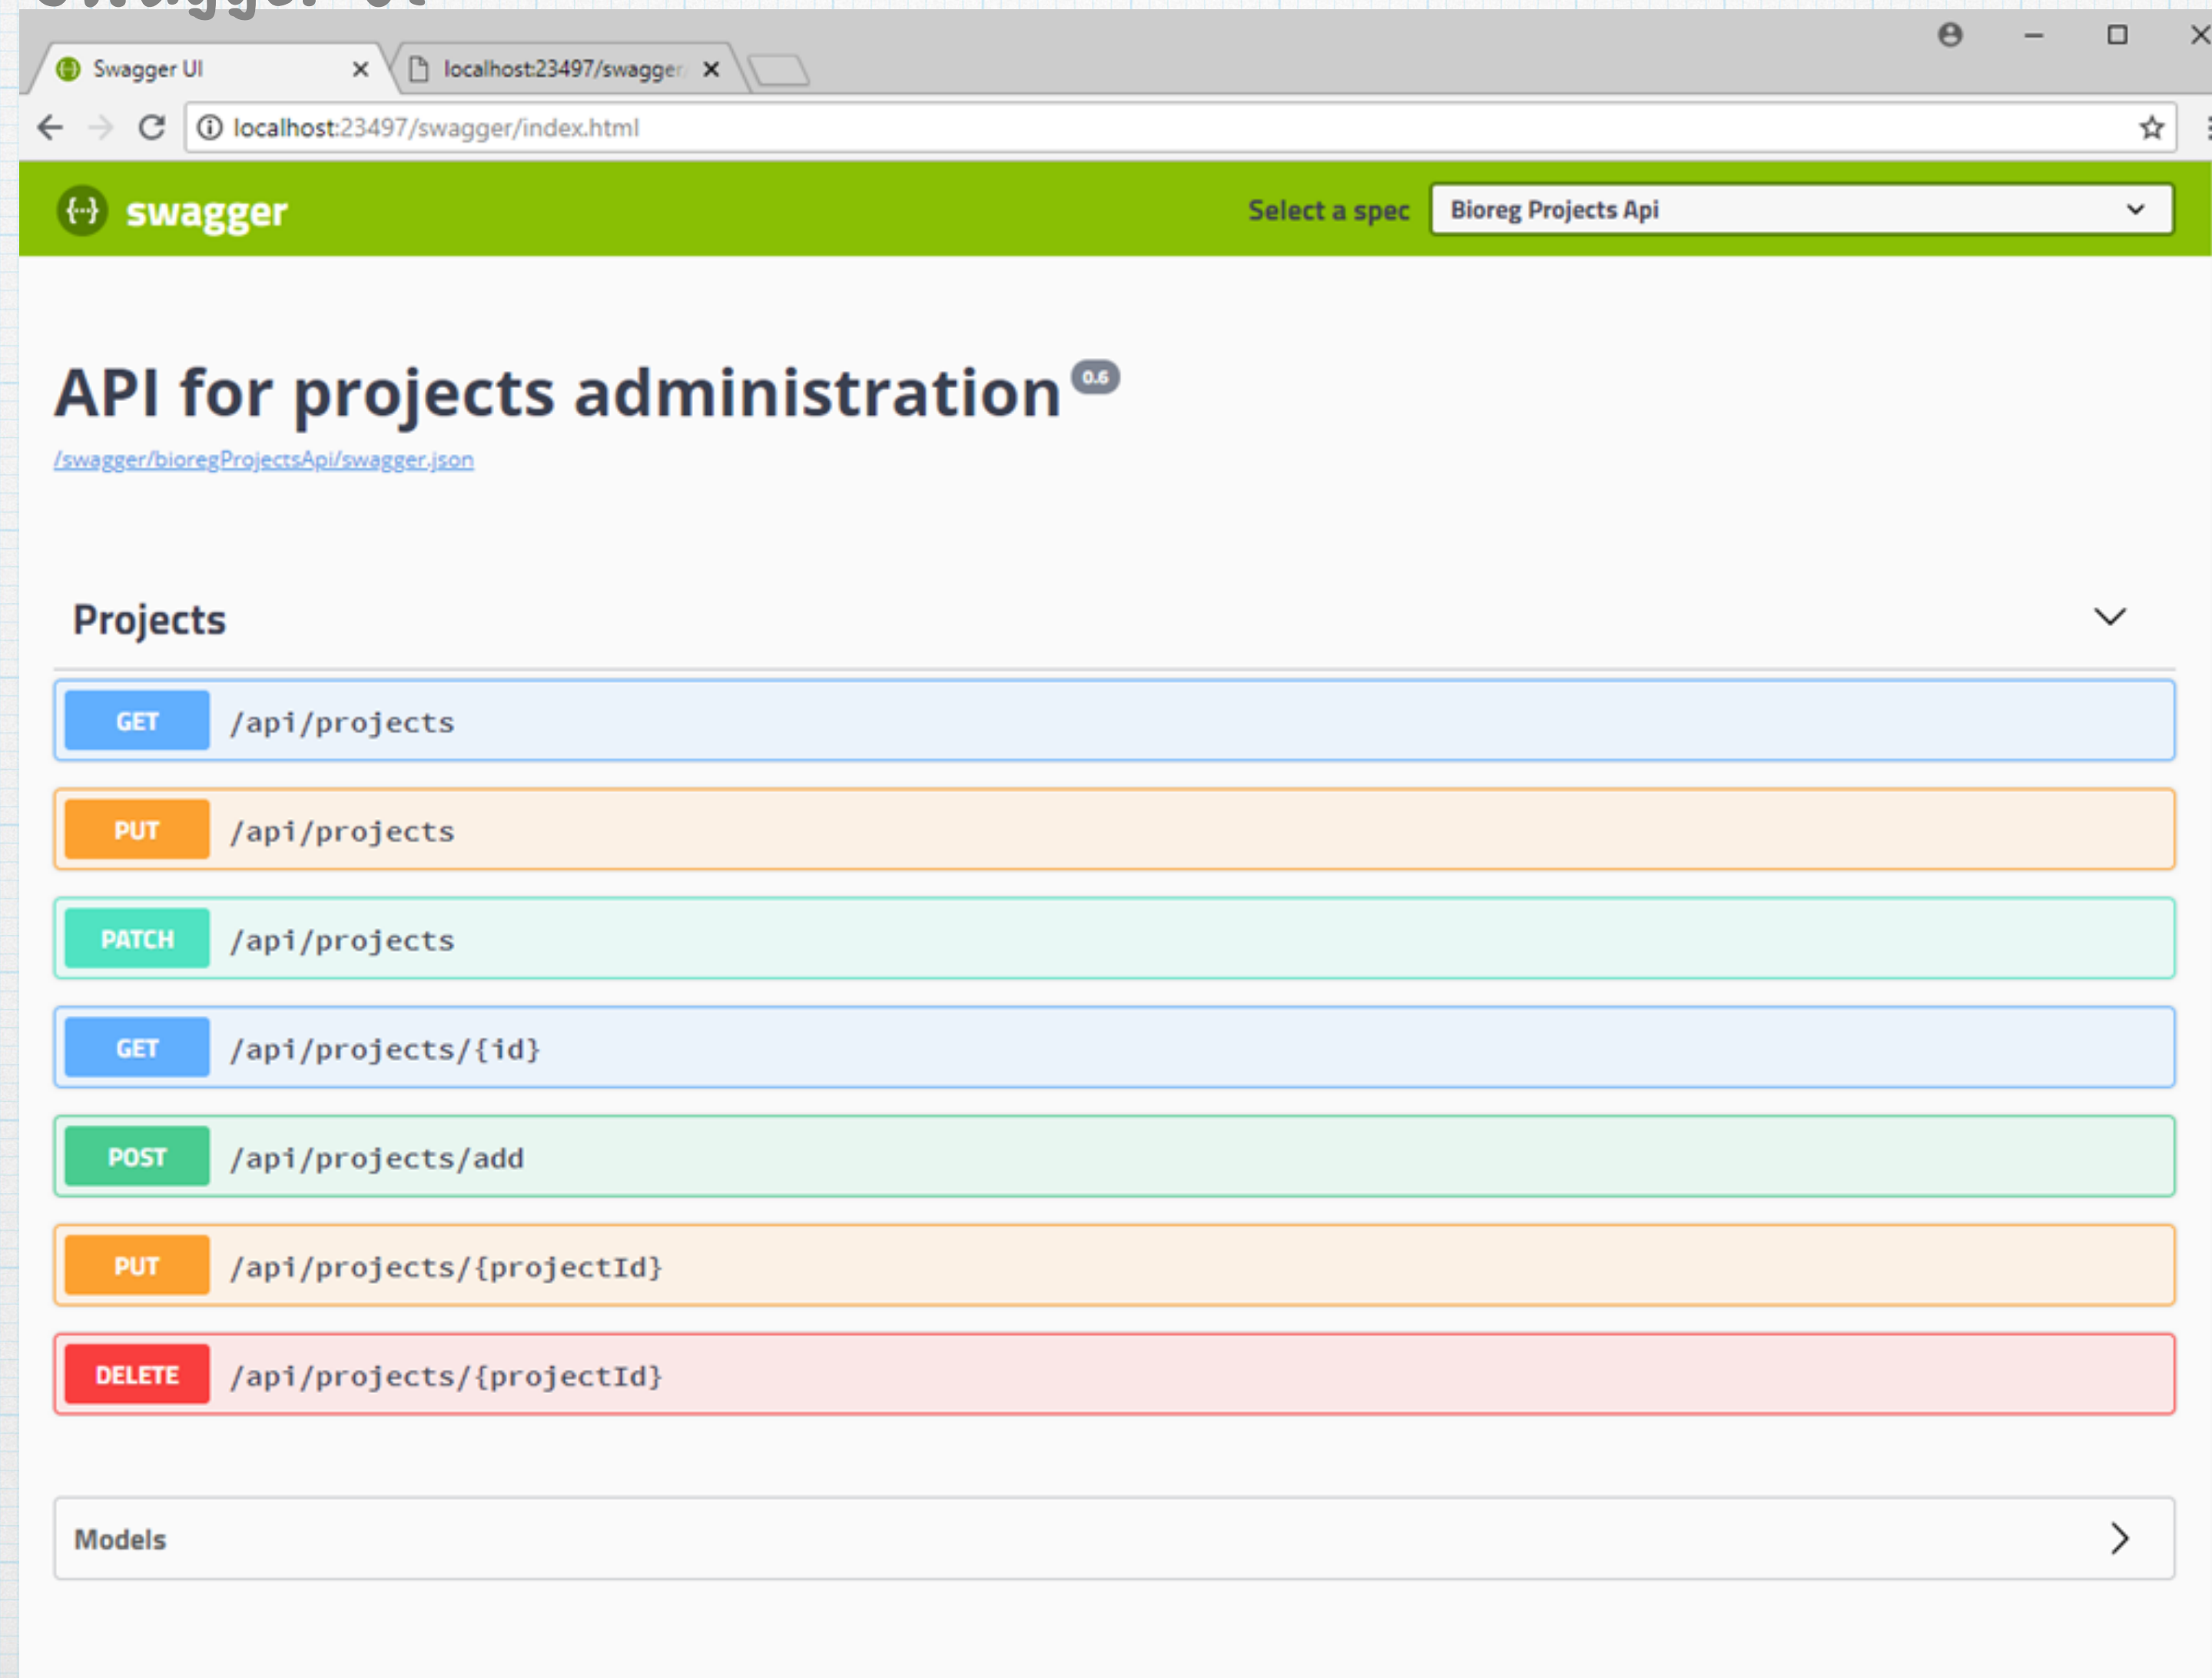 Swagger UI
Swagger UI
localhost:23497/swagger/
localhost:23497/swagger/index.html
swagger
Select a spec
Bioreg Projects Api
API for projects administration 0.6
/swagger/bioregProjectsApi/swagger.json
Projects
GET /api/projects
PUT /api/projects
PATCH /api/projects
GET /api/projects/{id}
POST /api/projects/add
PUT /api/projects/{projectId}
DELETE /api/projects/{projectId}
Models